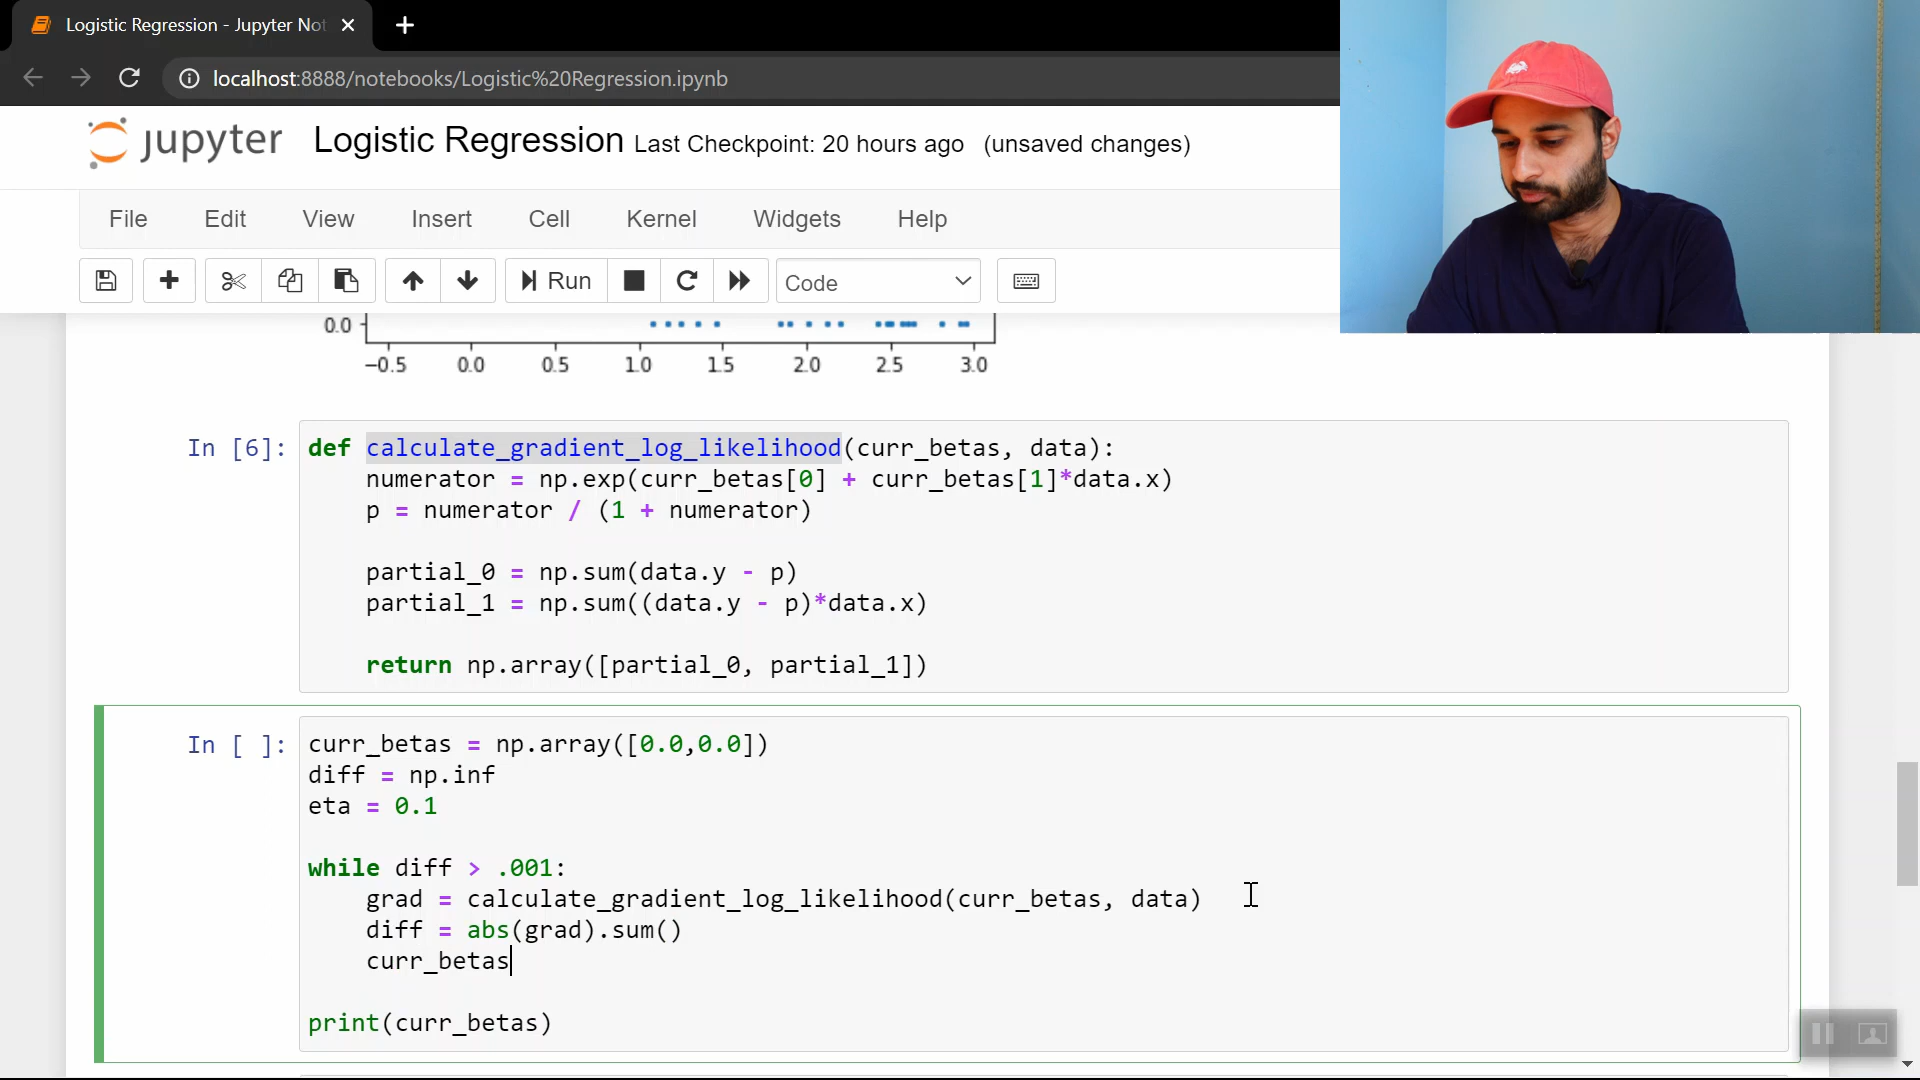 Logistic Regression - Jupyter Not
localhost:8888/notebooks/Logistic%20Regression.ipynb
jupyter Logistic Regression Last Checkpoint: 20 hours ago (unsaved changes)
File Edit View Insert Cell Kernel Widgets Help
Run Code
0.0
−0.5 0.0 0.5 1.0 1.5 2.0 2.5 3.0
In [6]: def calculate_gradient_log_likelihood(curr_betas, data):
numerator = np.exp(curr_betas[0] + curr_betas[1]*data.x)
p = numerator / (1 + numerator)
partial_0 = np.sum(data.y - p)
partial_1 = np.sum((data.y - p)*data.x)
return np.array([partial_0, partial_1])
In [ ]: curr_betas = np.array([0.0,0.0])
diff = np.inf
eta = 0.1
while diff > .001:
grad = calculate_gradient_log_likelihood(curr_betas, data)
diff = abs(grad).sum()
curr_betas
print(curr_betas)